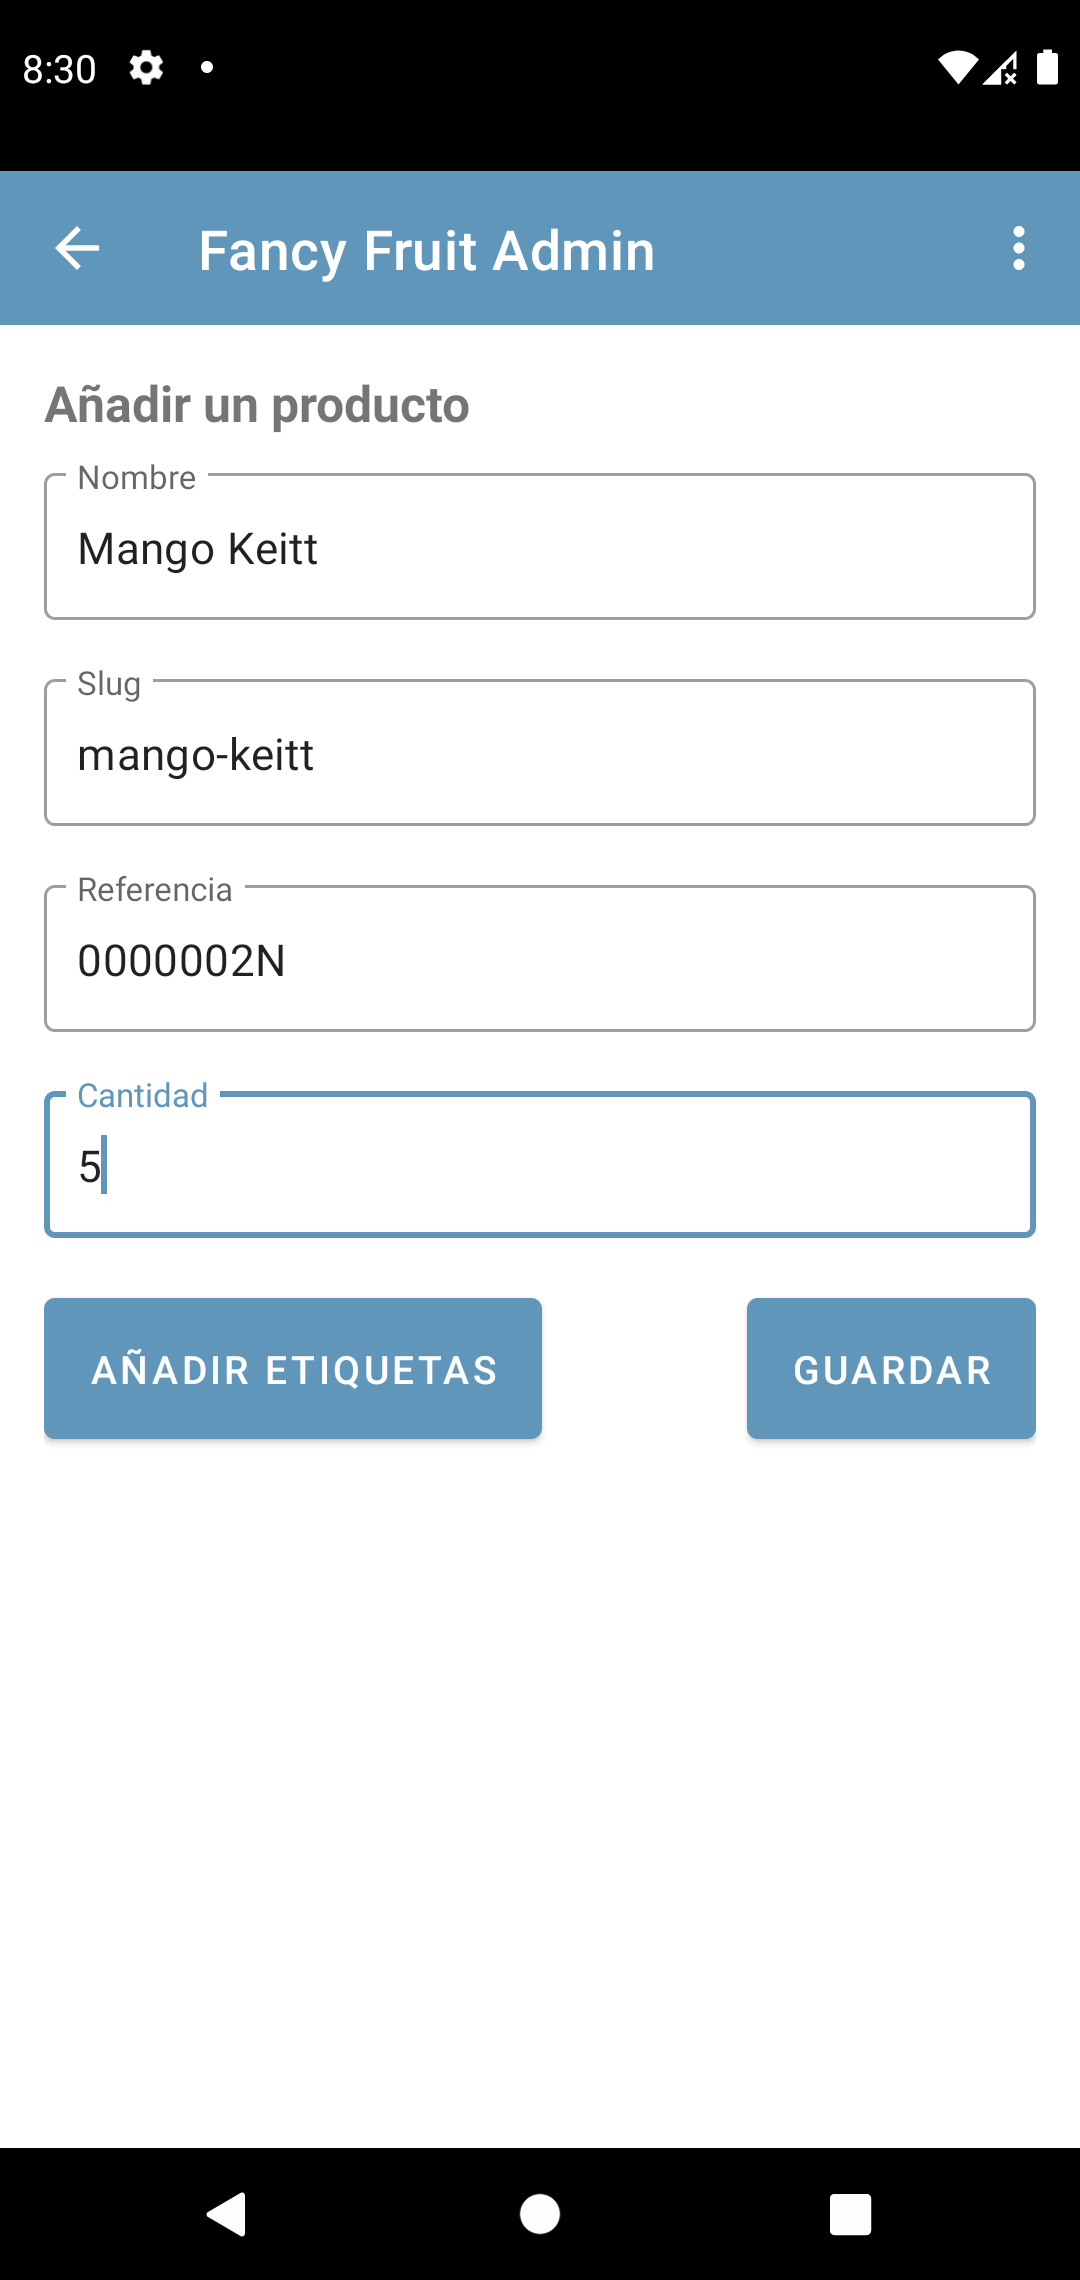 8:30
Fancy Fruit Admin
Añadir un producto
Nombre
Mango Keitt
Slug
mango-keitt
Referencia
0000002N
Cantidad
5
AÑADIR ETIQUETAS
GUARDAR